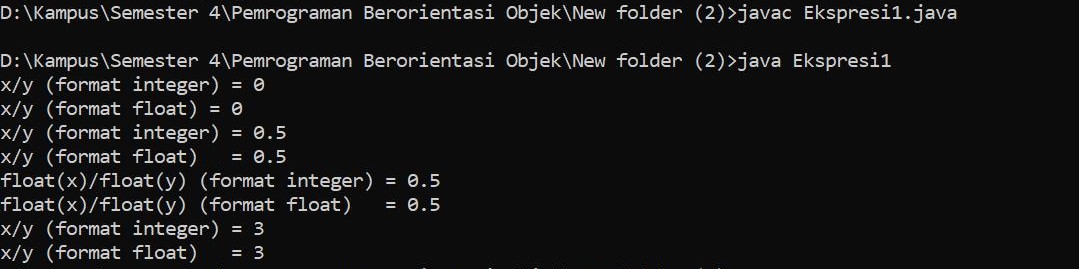 D:\Kampus\Semester 4\Pemrograman Berorientasi Objek\New folder (2)>javac Ekspresi1.java
D:\Kampus\Semester 4\Pemrograman Berorientasi Objek\New folder (2)>java Ekspresi1
x/y (format integer) = 0
x/y (format float) = 0
x/y (format integer) = 0.5
x/y (format float)   = 0.5
float(x)/float(y) (format integer) = 0.5
float(x)/float(y) (format float)   = 0.5
x/y (format integer) = 3
x/y (format float)   = 3